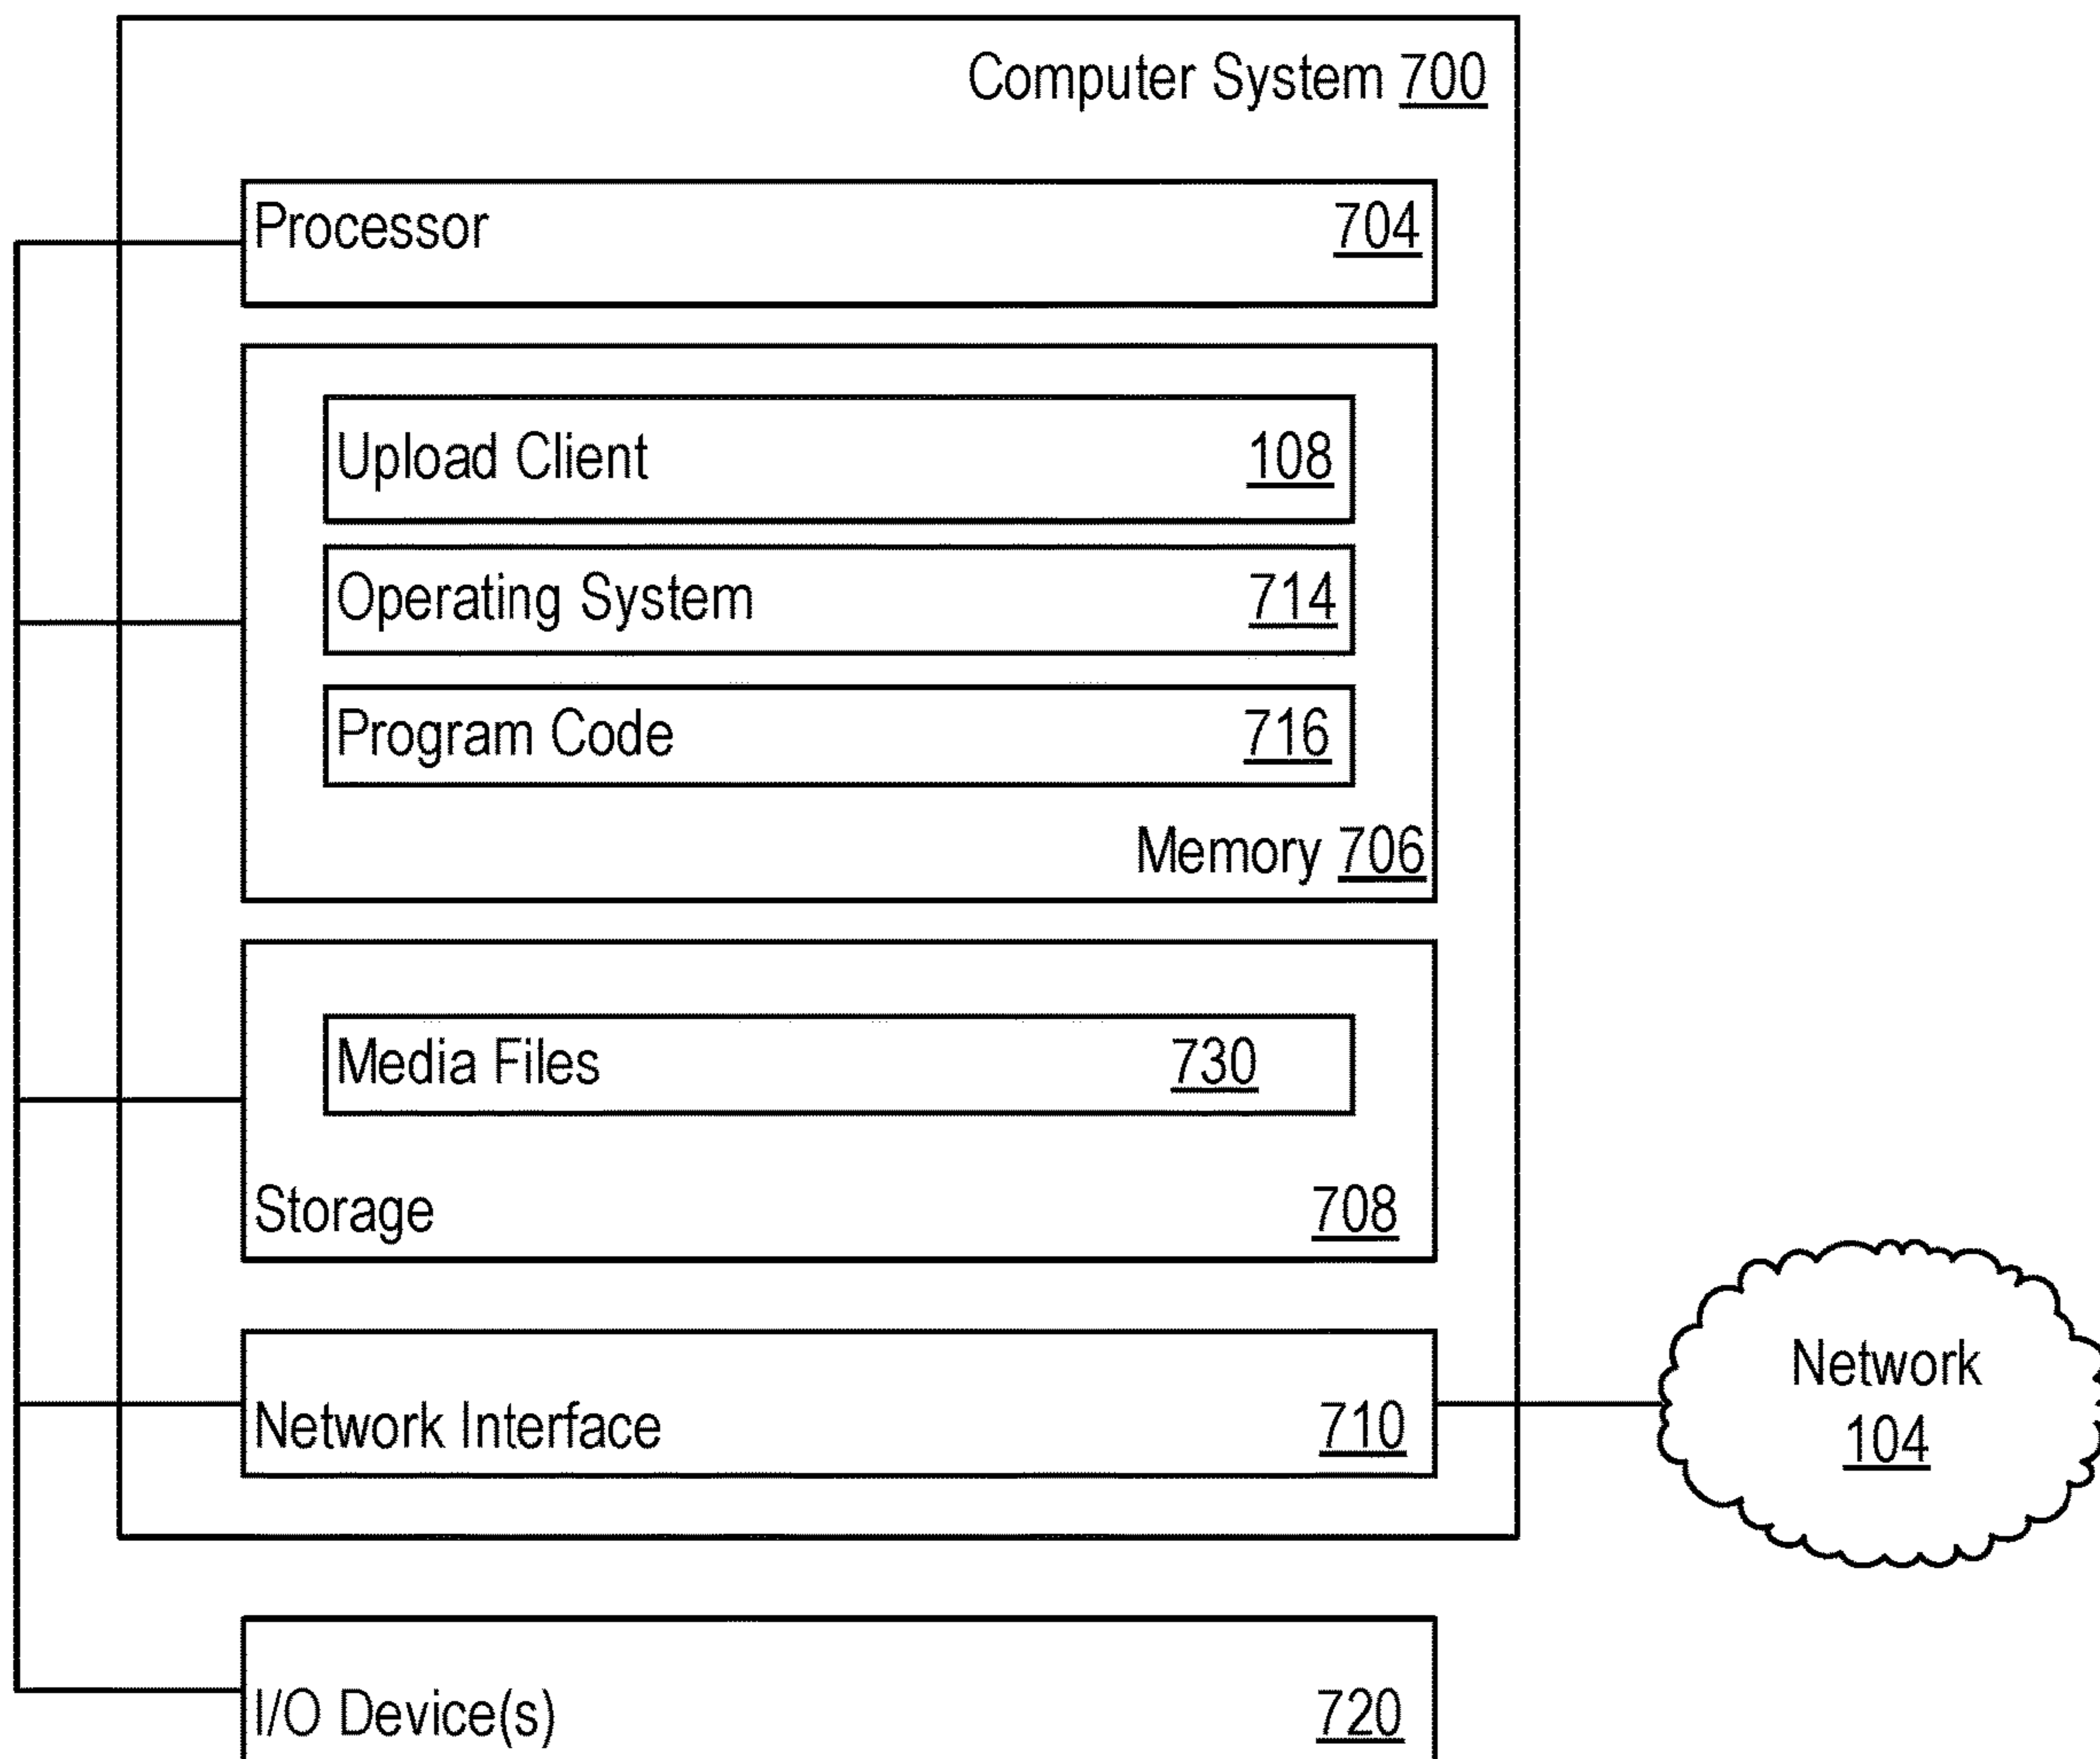 Computer System 700
Processor 704
Upload Client 108
Operating System 714
Program Code 716
Memory 706
Media Files 730
Storage 708
Network Interface 710
Network
104
I/O Device(s) 720